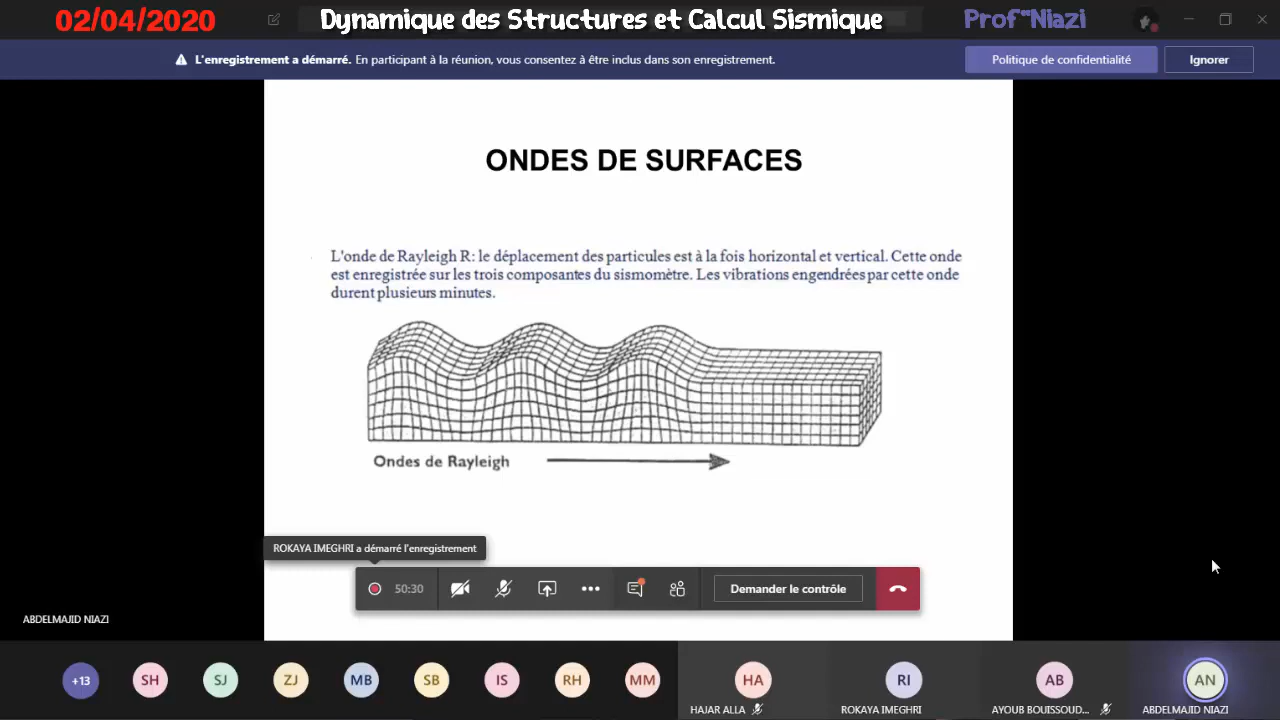 02/04/2020
Dynamique des Structures et Calcul Sismique
Prof"Niazi
L'enregistrement a démarré. En participant à la réunion, vous consentez à être inclus dans son enregistrement.
Politique de confidentialité
Ignorer
ONDES DE SURFACES
L'onde de Rayleigh R: le déplacement des particules est à la fois horizontal et vertical. Cette onde
est enregistrée sur les trois composantes du sismomètre. Les vibrations engendrées par cette onde
durent plusieurs minutes.
Ondes de Rayleigh
ROKAYA IMEGHRI a démarré l'enregistrement
50:30
Demander le contrôle
ABDELMAJID NIAZI
+13
SH
SJ
ZJ
MB
SB
IS
RH
MM
HA
RI
AB
AN
HAJAR ALLA
ROKAYA IMEGHRI
AYOUB BOUISSOUD...
ABDELMAJID NIAZI